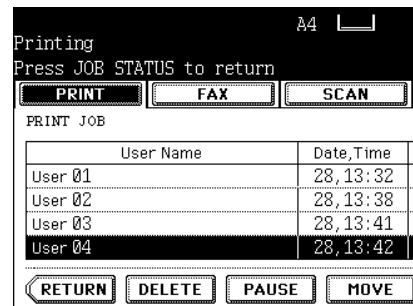 A4
Printing
Press JOB STATUS to return
PRINT FAX SCAN
PRINT JOB
User Name Date,Time
User 01 28,13:32
User 02 28,13:38
User 03 28,13:41
User 04 28,13:42
RETURN DELETE PAUSE MOVE